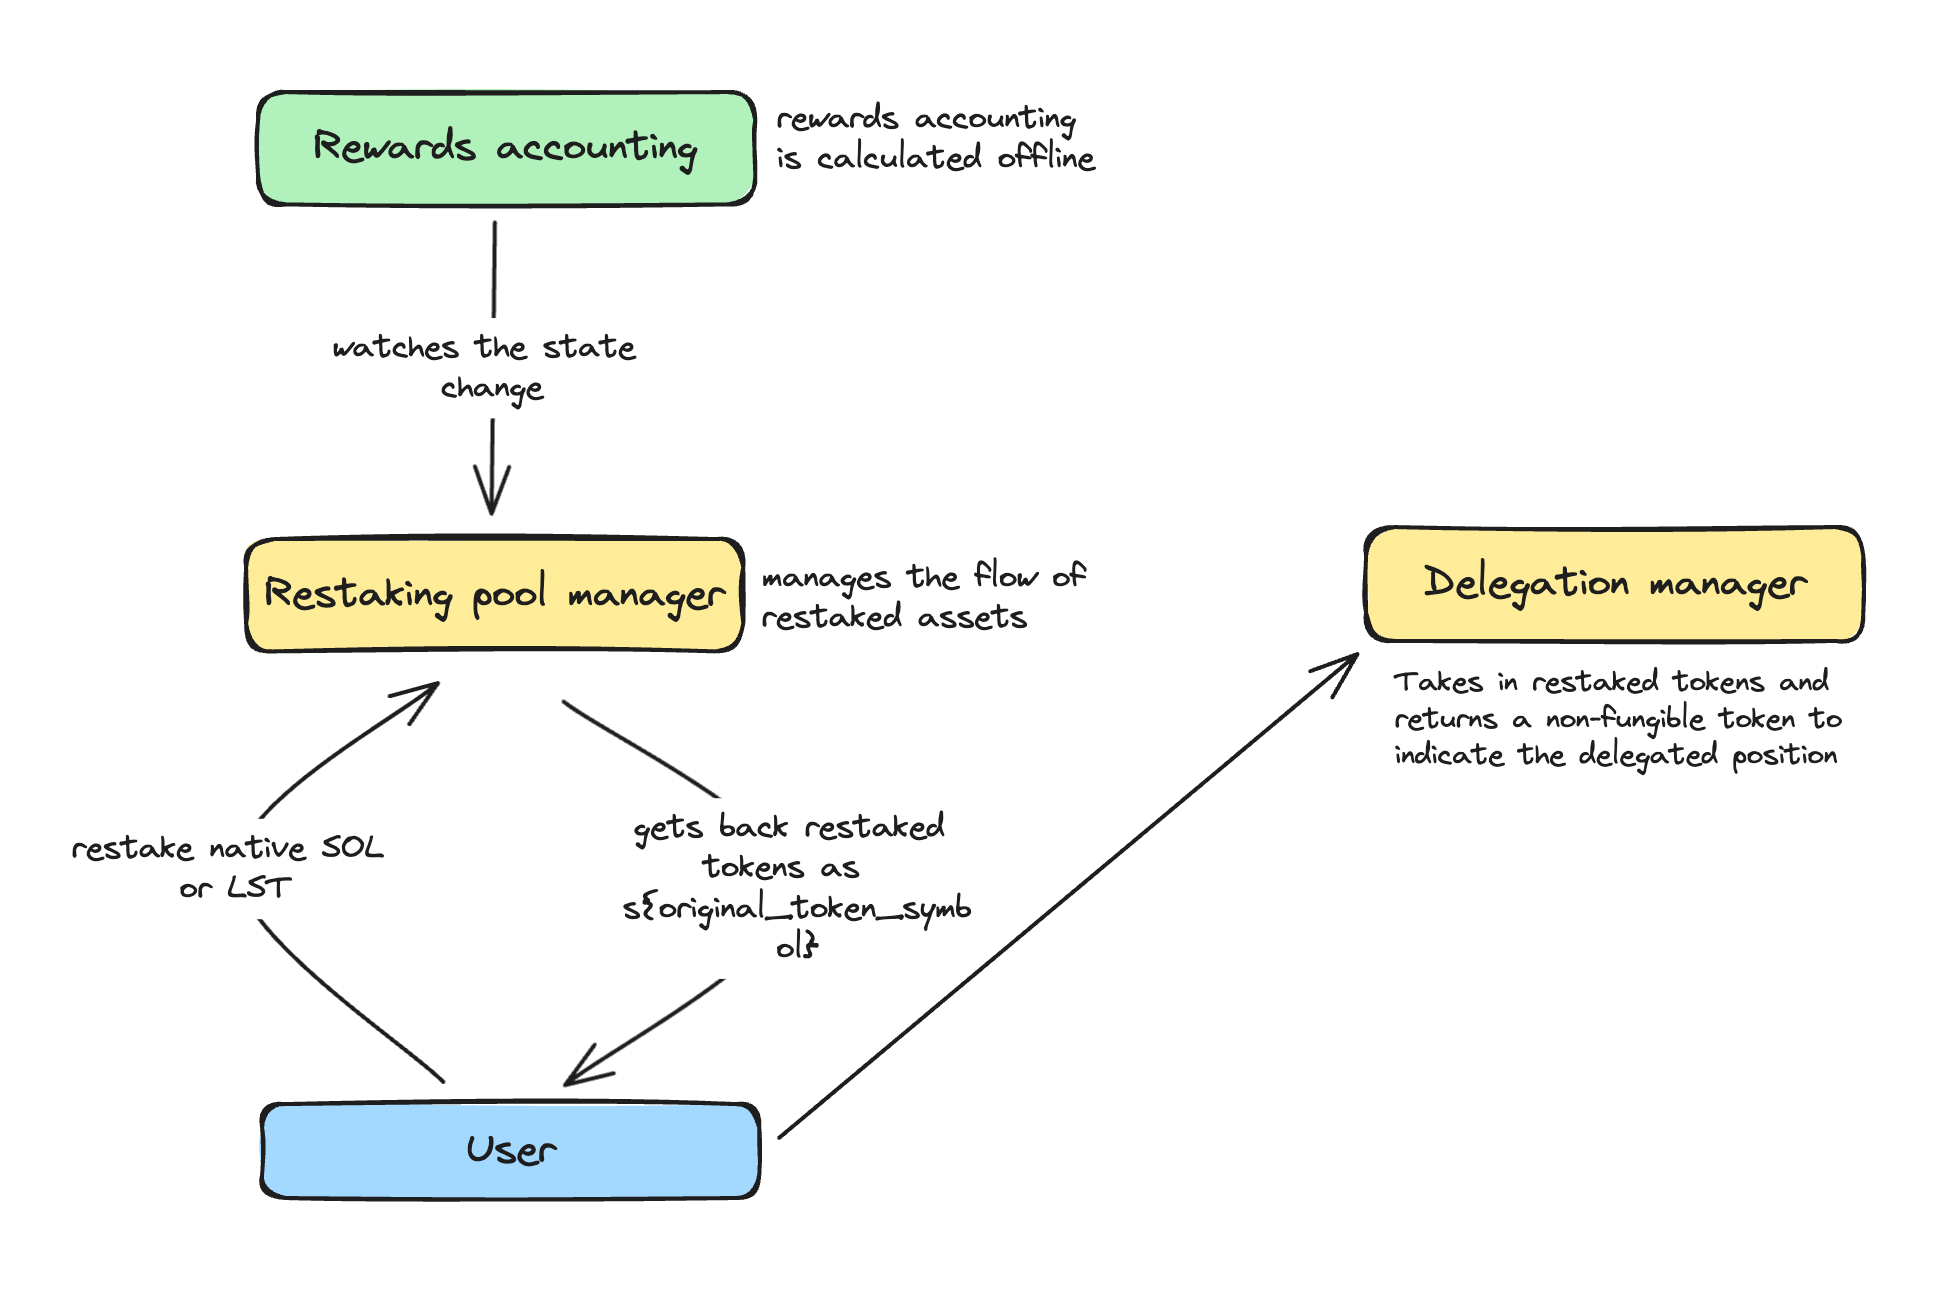 Rewards accounting
rewards accounting
is calculated offline
watches the state
change
Restaking pool manager
manages the flow of
restaked assets
Delegation manager
Takes in restaked tokens and
returns a non-fungible token to
indicate the delegated position
restake native SOL
or LST
gets back restaked
tokens as
s{original_token_symb
ol}
User